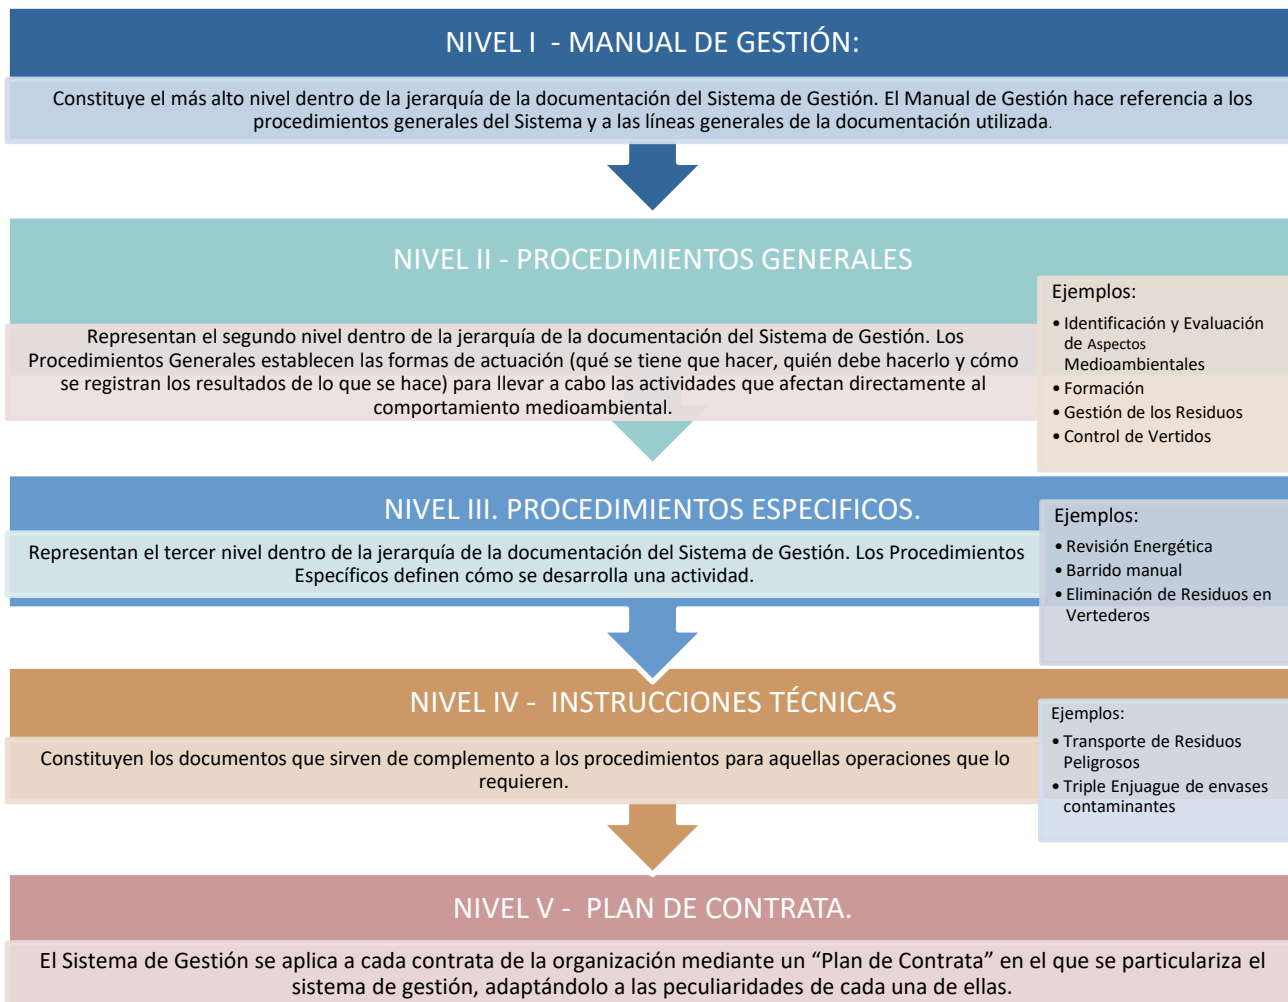 NIVEL I - MANUAL DE GESTIÓN:
Constituye el más alto nivel dentro de la jerarquía de la documentación del Sistema de Gestión. El Manual de Gestión hace referencia a los
procedimientos generales del Sistema y a las líneas generales de la documentación utilizada.
NIVEL II - PROCEDIMIENTOS GENERALES
Representan el segundo nivel dentro de la jerarquía de la documentación del Sistema de Gestión. Los
Procedimientos Generales establecen las formas de actuación (qué se tiene que hacer, quién debe hacerlo y cómo
se registran los resultados de lo que se hace) para llevar a cabo las actividades que afectan directamente al
comportamiento medioambiental.
Ejemplos:
• Identificación y Evaluación
de Aspectos
Medioambientales
• Formación
• Gestión de los Residuos
• Control de Vertidos
NIVEL III. PROCEDIMIENTOS ESPECIFICOS.
Representan el tercer nivel dentro de la jerarquía de la documentación del Sistema de Gestión. Los Procedimientos
Específicos definen cómo se desarrolla una actividad.
Ejemplos:
• Revisión Energética
• Barrido manual
• Eliminación de Residuos en
Vertederos
NIVEL IV - INSTRUCCIONES TÉCNICAS
Constituyen los documentos que sirven de complemento a los procedimientos para aquellas operaciones que lo
requieren.
Ejemplos:
• Transporte de Residuos
Peligrosos
• Triple Enjuague de envases
contaminantes
NIVEL V - PLAN DE CONTRATA.
El Sistema de Gestión se aplica a cada contrata de la organización mediante un “Plan de Contrata” en el que se particulariza el
sistema de gestión, adaptándolo a las peculiaridades de cada una de ellas.